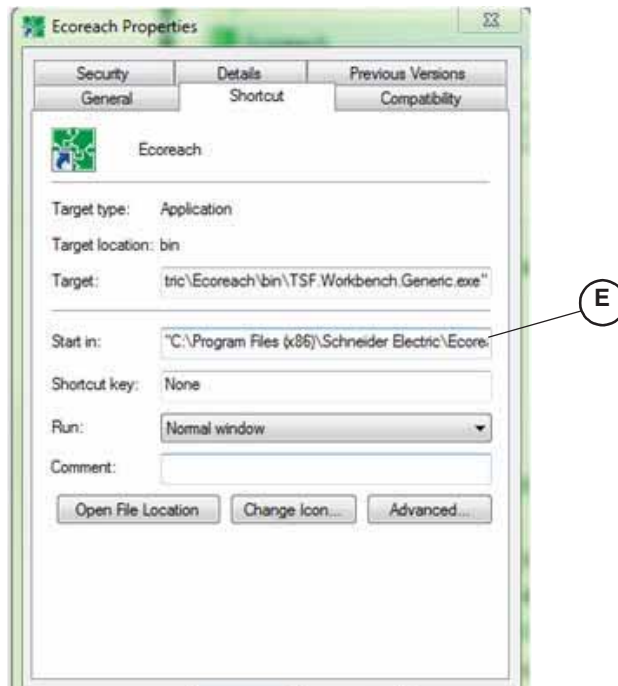 Ecoreach Properties
Security Details Previous Versions
General Shortcut Compatibility
Ecoreach
Target type: Application
Target location: bin
Target: tric\Ecoreach\bin\TSF.Workbench.Generic.exe"
E
Start in: "C:\Program Files (x86)\Schneider Electric\Ecorea
Shortcut key: None
Run: Normal window
Comment:
Open File Location Change Icon... Advanced...